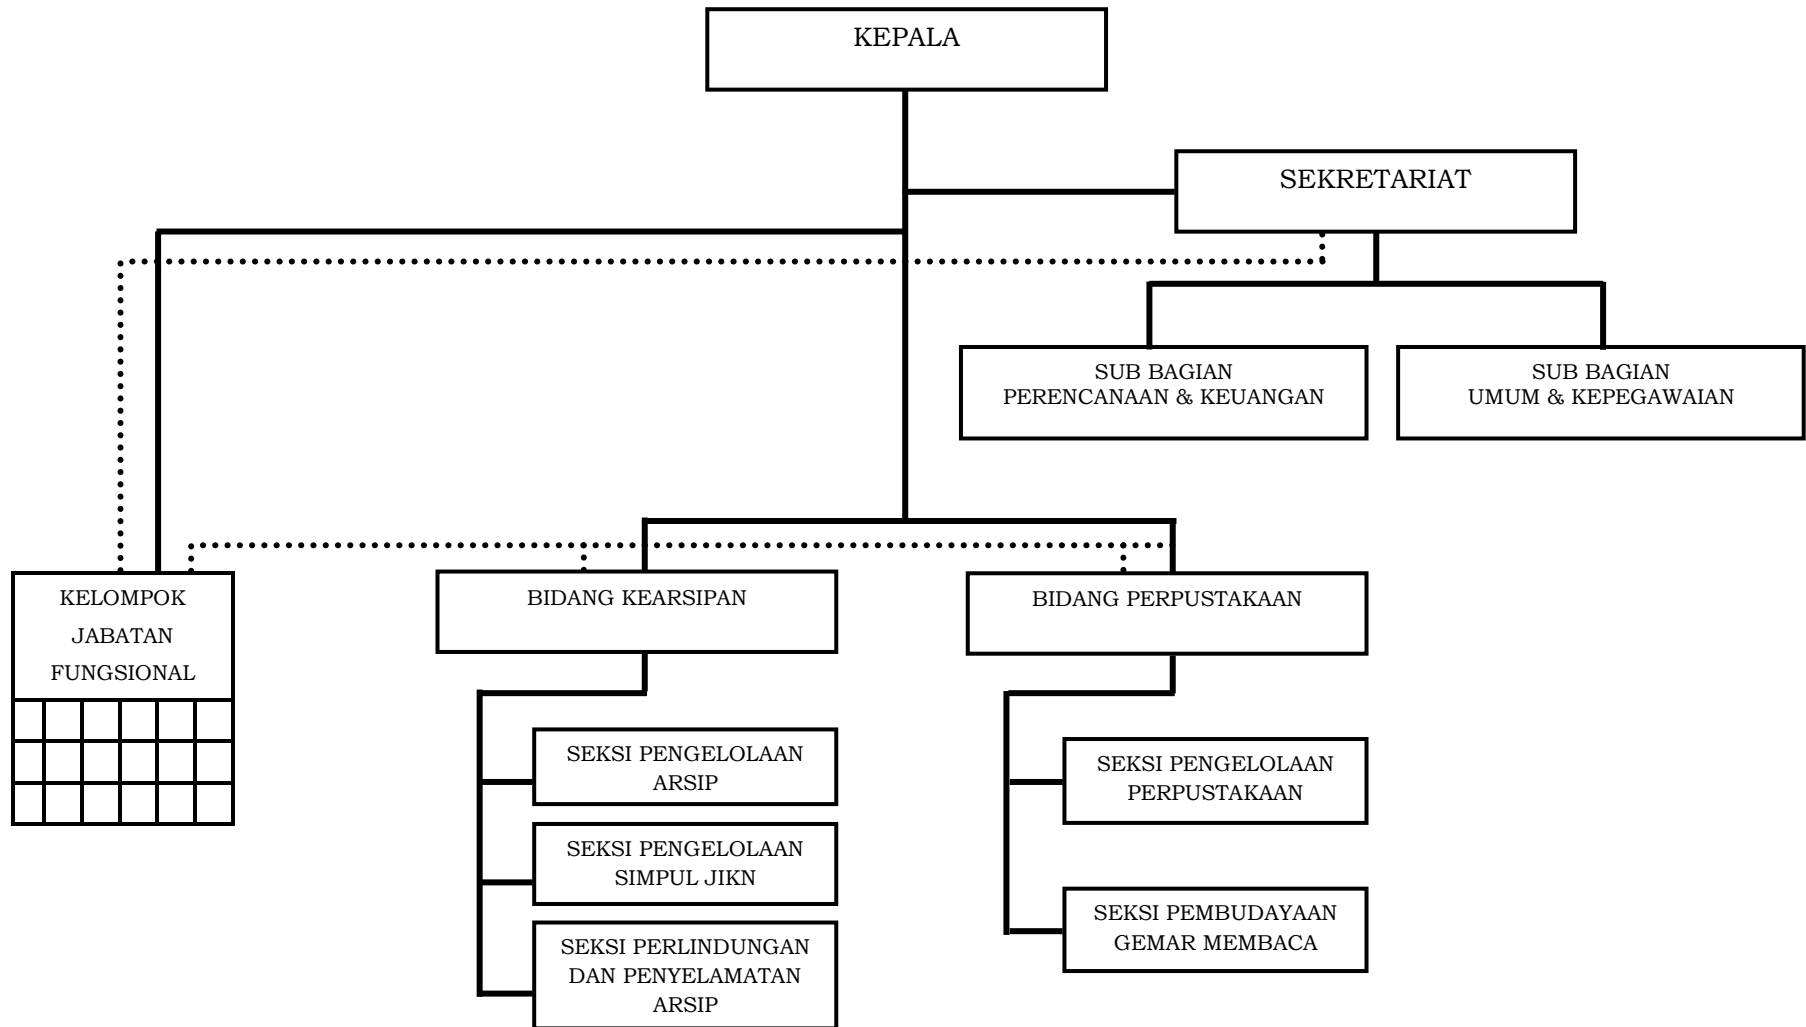 KEPALA
SEKRETARIAT
SUB BAGIAN
PERENCANAAN & KEUANGAN
SUB BAGIAN
UMUM & KEPEGAWAIAN
KELOMPOK
JABATAN
FUNGSIONAL
BIDANG KEARSIPAN
BIDANG PERPUSTAKAAN
SEKSI PENGELOLAAN
ARSIP
SEKSI PENGELOLAAN
SIMPUL JIKN
SEKSI PERLINDUNGAN
DAN PENYELAMATAN
ARSIP
SEKSI PENGELOLAAN
PERPUSTAKAAN
SEKSI PEMBUDAYAAN
GEMAR MEMBACA